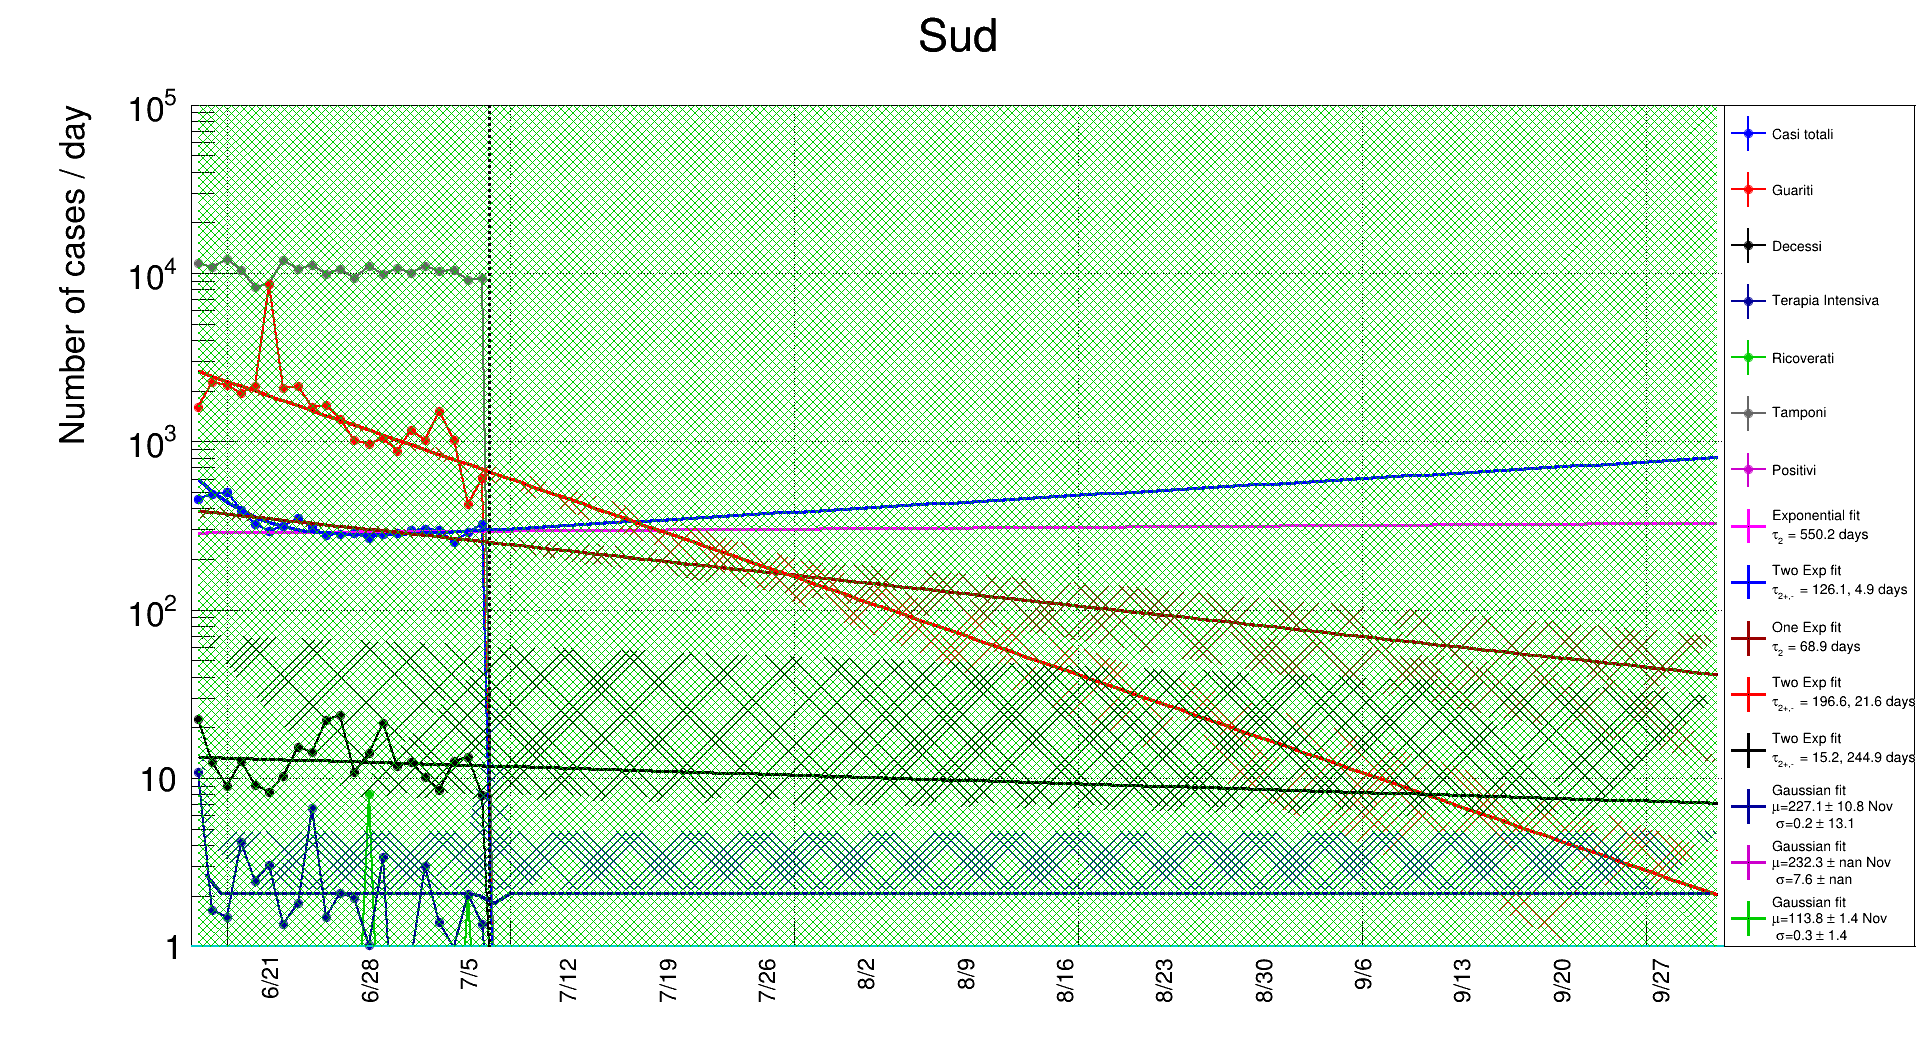 Sud
Number of cases / day
10^5
10^4
10^3
10^2
10
1
6/21
6/28
7/5
7/12
7/19
7/26
8/2
8/9
8/16
8/23
8/30
9/6
9/13
9/20
9/27
Casi totali
Guariti
Decessi
Terapia Intensiva
Ricoverati
Tamponi
Positivi
Exponential fit
τ_2 = 550.2 days
Two Exp fit
τ_2+,- = 126.1, 4.9 days
One Exp fit
τ_2 = 68.9 days
Two Exp fit
τ_2+,- = 196.6, 21.6 days
Two Exp fit
τ_2+,- = 15.2, 244.9 days
Gaussian fit
μ=227.1 ± 10.8 Nov
σ=0.2 ± 13.1
Gaussian fit
μ=232.3 ± nan Nov
σ=7.6 ± nan
Gaussian fit
μ=113.8 ± 1.4 Nov
σ=0.3 ± 1.4